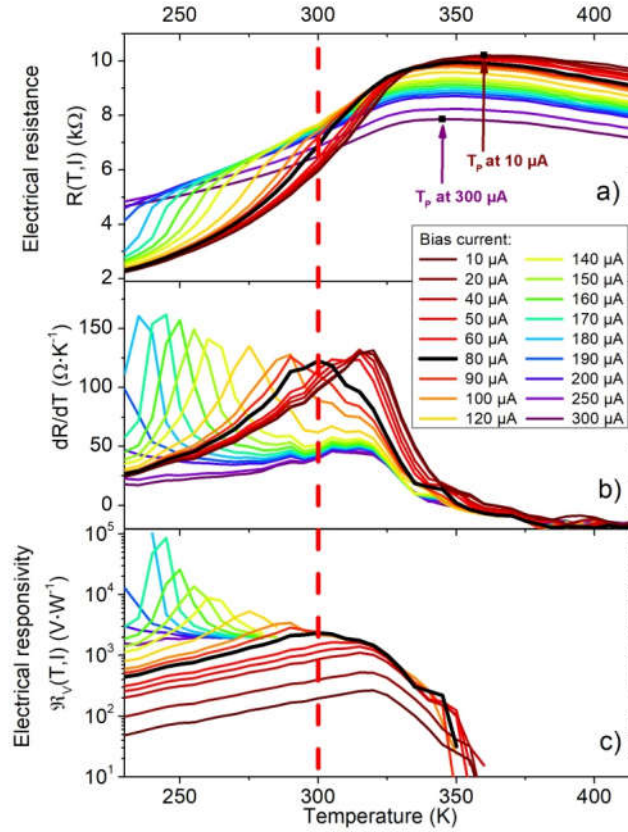 250 300 350 400
Electrical resistance
R(T,I) (kΩ)
10
8
6
4
2
T_P at 10 µA
T_P at 300 µA
a)
Bias current:
10 µA 140 µA
20 µA 150 µA
40 µA 160 µA
50 µA 170 µA
60 µA 180 µA
80 µA 190 µA
90 µA 200 µA
100 µA 250 µA
120 µA 300 µA
dR/dT (Ω·K⁻¹)
150
125
100
50
0
b)
Electrical responsivity
ℜ_V(T,I) (V·W⁻¹)
10⁵
10⁴
10³
10²
10¹
c)
250 300 350 400
Temperature (K)